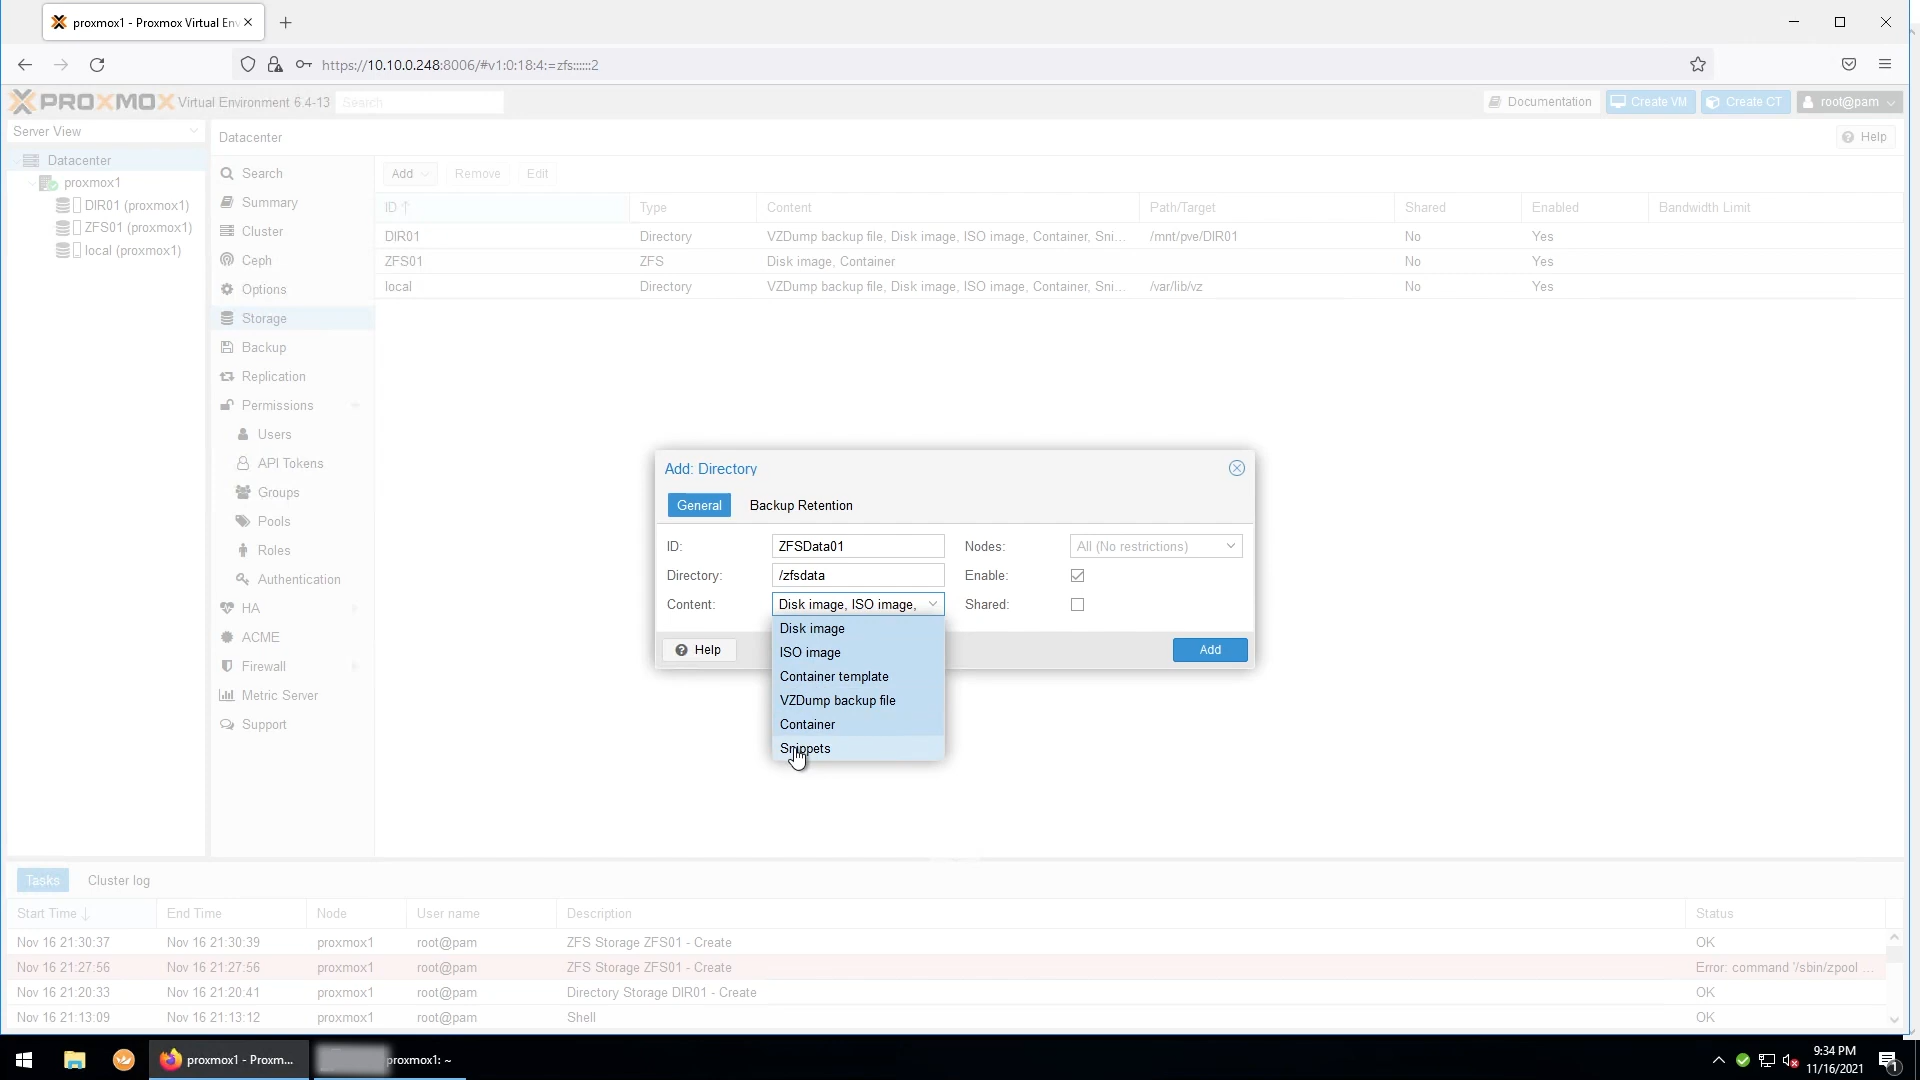 proxmox1 - Proxmox Virtual En
https://10.10.0.248:8006/#v1:0:18:4:=zfs::::::2
PROXMOX Virtual Environment 6.4-13 Search
Documentation Create VM Create CT root@pam
Server View
Datacenter
proxmox1
DIR01 (proxmox1)
ZFS01 (proxmox1)
local (proxmox1)
Datacenter Help
Search
Summary
Cluster
Ceph
Options
Storage
Backup
Replication
Permissions
Users
API Tokens
Groups
Pools
Roles
Authentication
HA
ACME
Firewall
Metric Server
Support
Add Remove Edit
ID Type Content Path/Target Shared Enabled Bandwidth Limit
DIR01 Directory VZDump backup file, Disk image, ISO image, Container, Sni... /mnt/pve/DIR01 No Yes
ZFS01 ZFS Disk image, Container No Yes
local Directory VZDump backup file, Disk image, ISO image, Container, Sni... /var/lib/vz No Yes
Add: Directory
General Backup Retention
ID: ZFSData01 Nodes: All (No restrictions)
Directory: /zfsdata Enable:
Content: Disk image, ISO image, Shared:
Disk image
ISO image
Container template
VZDump backup file
Container
Snippets
Help Add
Tasks Cluster log
Start Time End Time Node User name Description Status
Nov 16 21:30:37 Nov 16 21:30:39 proxmox1 root@pam ZFS Storage ZFS01 - Create OK
Nov 16 21:27:56 Nov 16 21:27:56 proxmox1 root@pam ZFS Storage ZFS01 - Create Error: command '/sbin/zpool ...
Nov 16 21:20:33 Nov 16 21:20:41 proxmox1 root@pam Directory Storage DIR01 - Create OK
Nov 16 21:13:09 Nov 16 21:13:12 proxmox1 root@pam Shell OK
proxmox1 - Proxm... proxmox1: ~
9:34 PM
11/16/2021
1